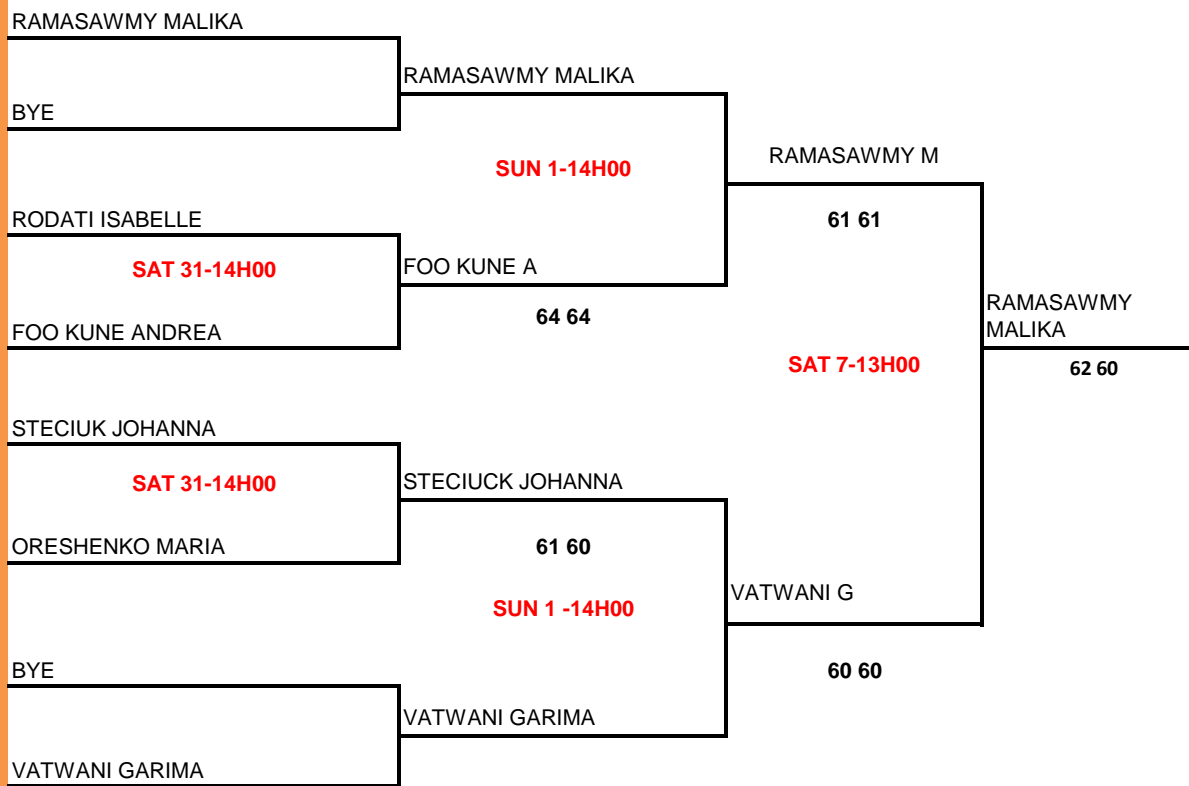 RAMASAWMY MALIKA
RAMASAWMY MALIKA
BYE
RAMASAWMY M
SUN 1-14H00
RODATI ISABELLE
61 61
SAT 31-14H00
FOO KUNE A
RAMASAWMY
MALIKA
64 64
FOO KUNE ANDREA
SAT 7-13H00
62 60
STECIUK JOHANNA
SAT 31-14H00
STECIUCK JOHANNA
ORESHENKO MARIA
61 60
VATWANI G
SUN 1 -14H00
BYE
60 60
VATWANI GARIMA
VATWANI GARIMA